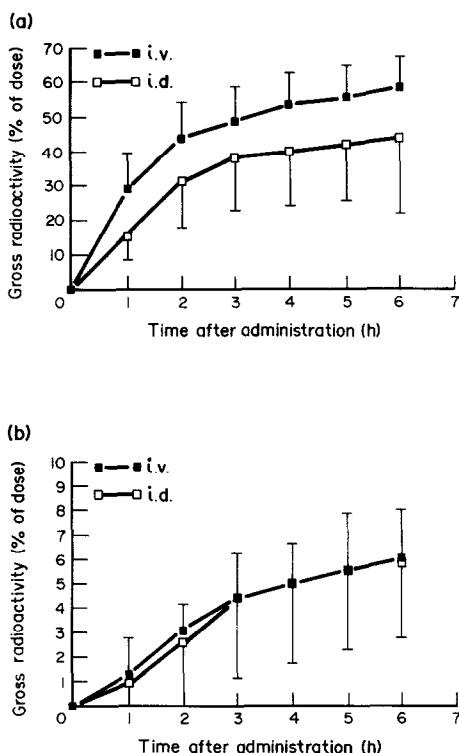 (a)
70
60
50
40
30
20
10
0
i.v.
i.d.
Gross radioactivity (% of dose)
1 2 3 4 5 6 7
Time after administration (h)
(b)
10
9
8
7
6
5
4
3
2
1
0
i.v.
i.d.
Gross radioactivity (% of dose)
1 2 3 4 5 6 7
Time after administration (h)